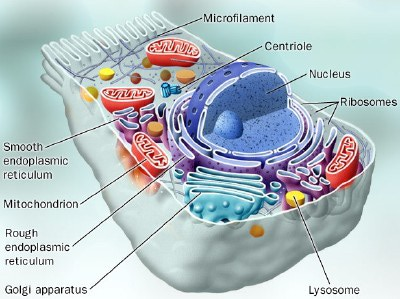 Microfilament
Centriole
Nucleus
Ribosomes
Smooth
endoplasmic
reticulum
Mitochondrion
Rough
endoplasmic
reticulum
Golgi apparatus
Lysosome